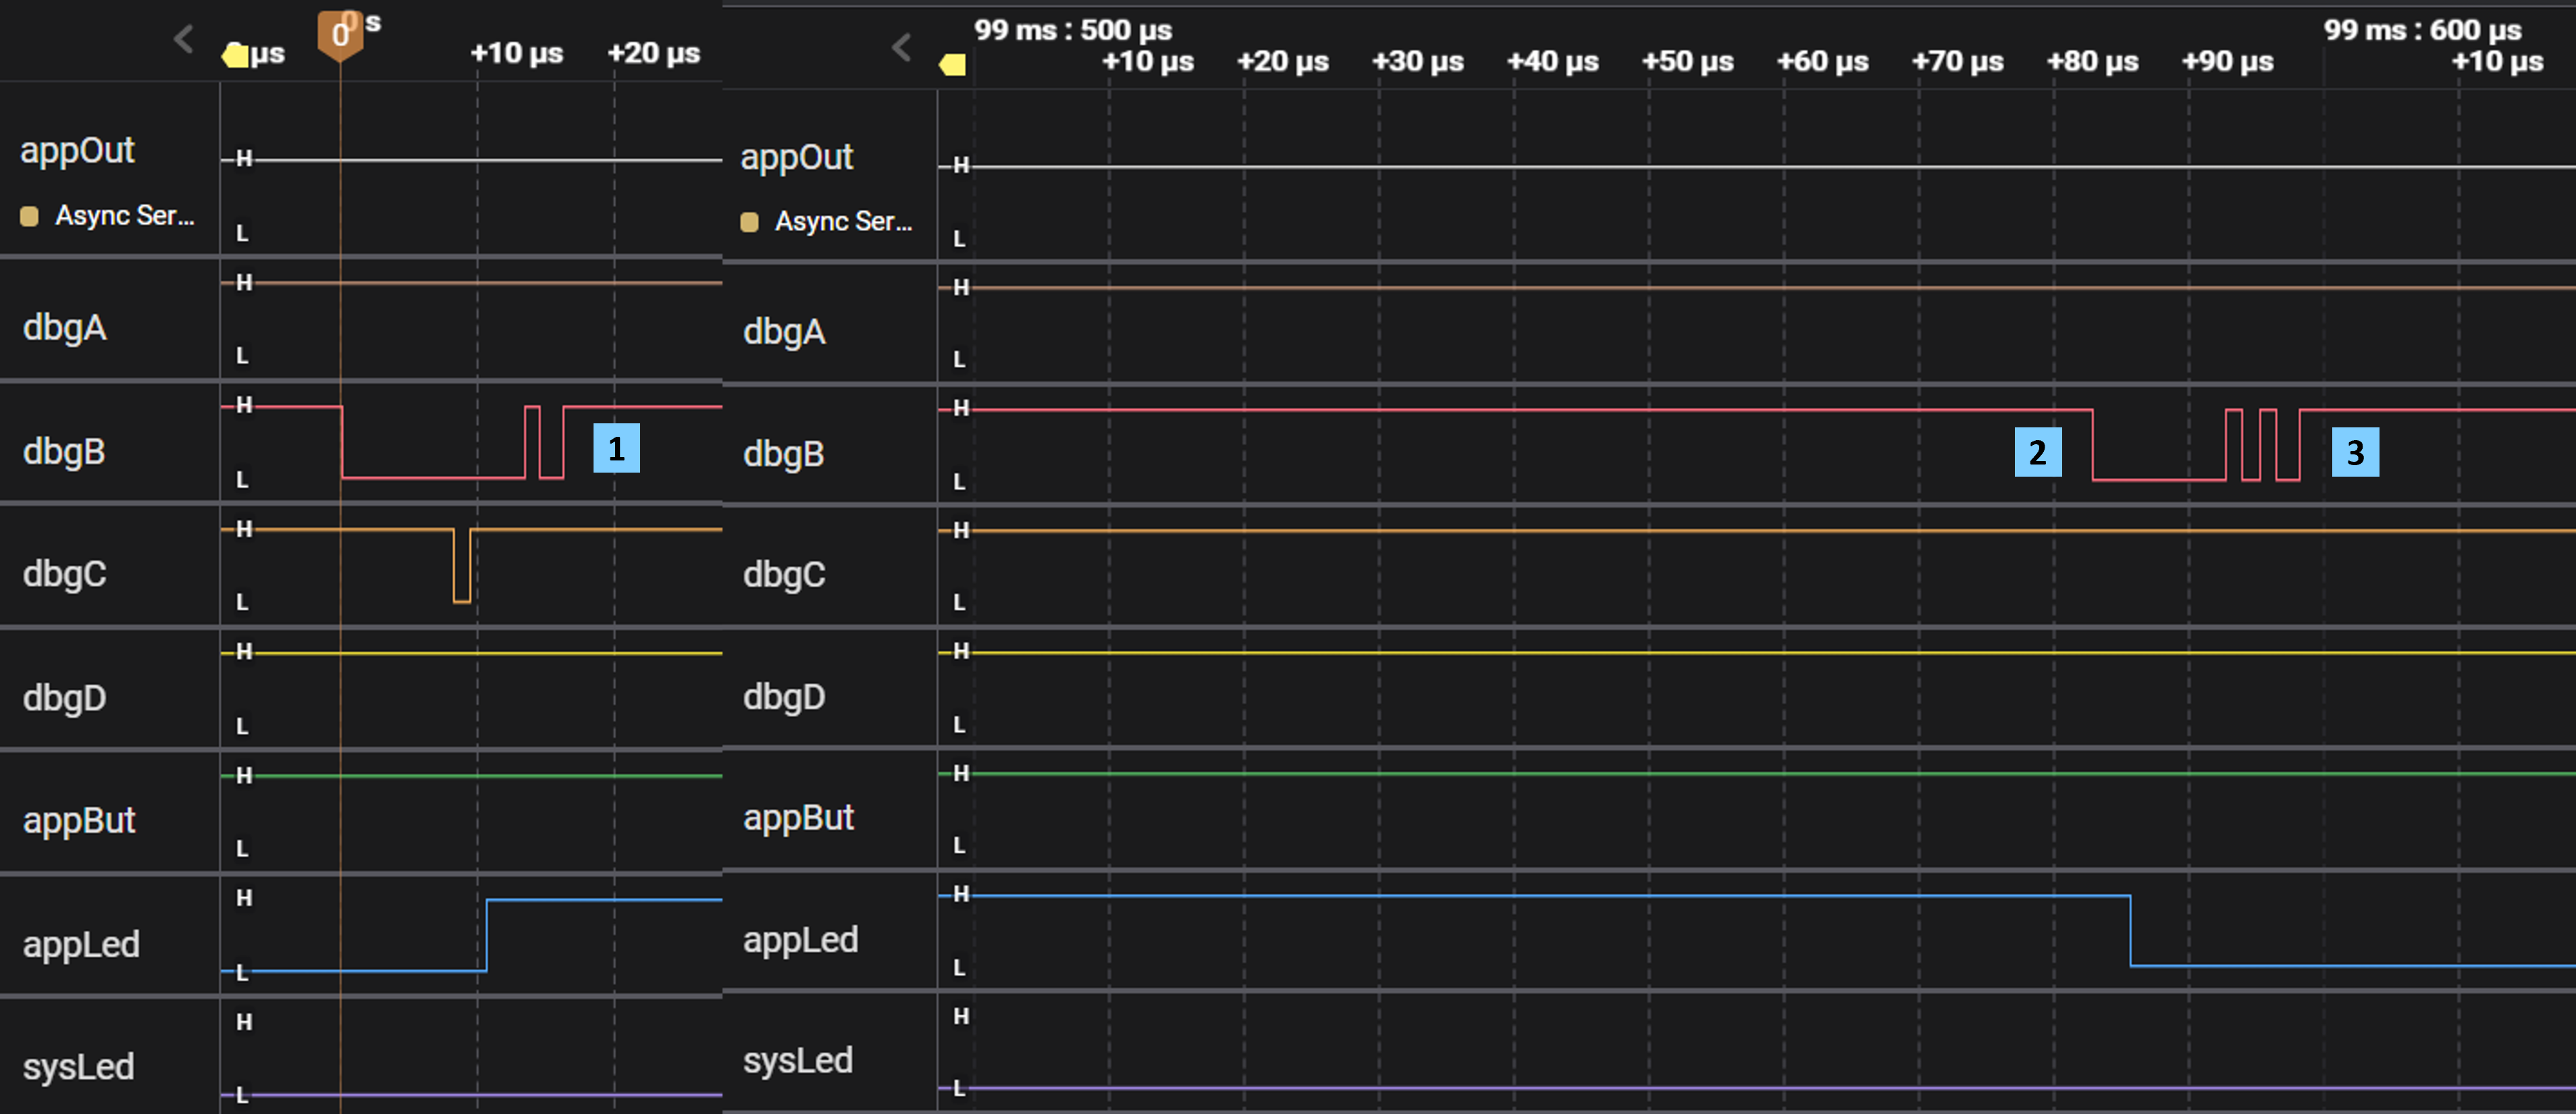 0 s
0
µs +10 µs +20 µs
appOut H
Async Ser... L
dbgA H
L
dbgB H
1
L
dbgC H
L
dbgD H
L
appBut H
L
appLed H
L
sysLed H
L
99 ms : 500 µs 99 ms : 600 µs
+10 µs +20 µs +30 µs +40 µs +50 µs +60 µs +70 µs +80 µs +90 µs +10 µs
appOut H
Async Ser... L
dbgA H
L
dbgB H
2 3
L
dbgC H
L
dbgD H
L
appBut H
L
appLed H
L
sysLed H
L